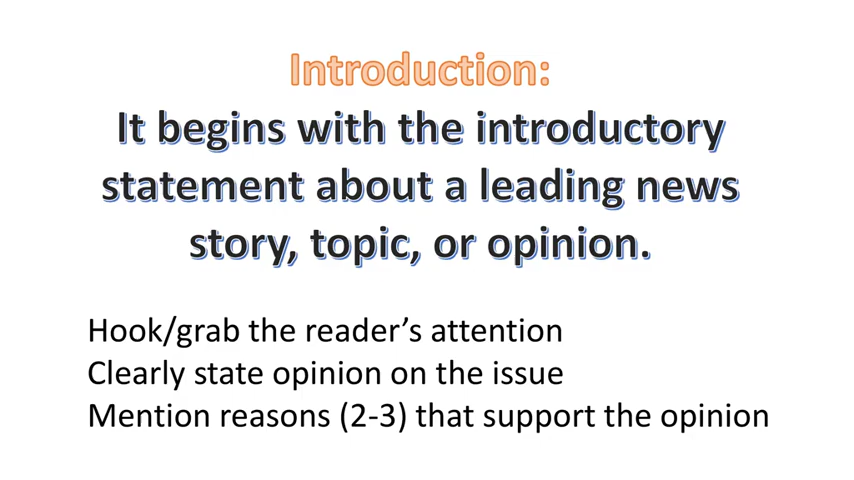 Introduction:
It begins with the introductory
statement about a leading news
story, topic, or opinion.
Hook/grab the reader’s attention
Clearly state opinion on the issue
Mention reasons (2-3) that support the opinion